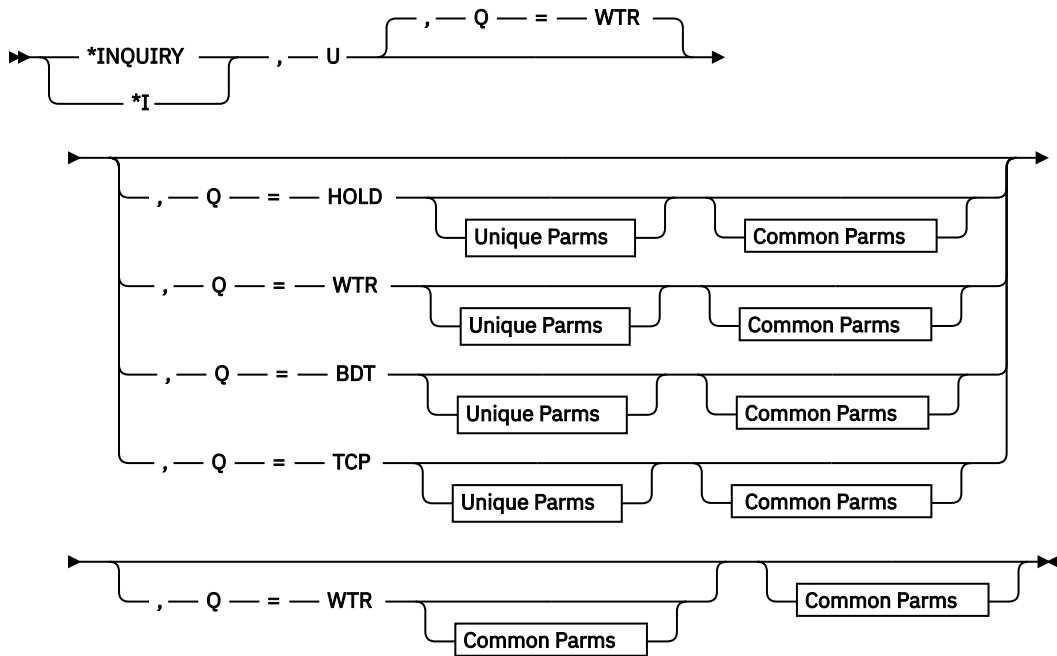 , Q = WTR
*INQUIRY , U
*I
, Q = HOLD
Unique Parms Common Parms
, Q = WTR
Unique Parms Common Parms
, Q = BDT
Unique Parms Common Parms
, Q = TCP
Unique Parms Common Parms
, Q = WTR Common Parms
Common Parms